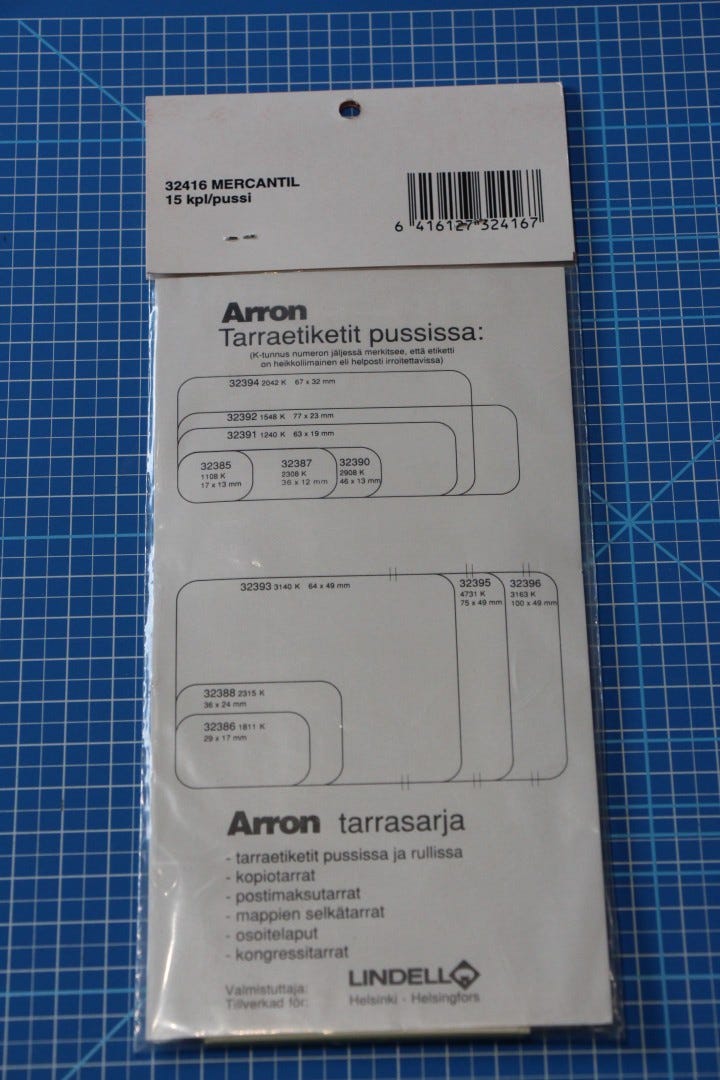 32416 MERCANTIL
15 kpl/pussi
6 416127 324167
Arron
Tarraetiketit pussissa:
(K-tunnus numeron jäljessä merkitsee, että etiketti
on heikkoliimainen eli helposti irroitettavissa)
32394 2042 K 67 x 32 mm
32392 1548 K 77 x 23 mm
32391 1240 K 63 x 19 mm
32385
1108 K
17 x 13 mm
32387
2308 K
36 x 12 mm
32390
2908 K
46 x 13 mm
32393 3140 K 64 x 49 mm
32395
4731 K
75 x 49 mm
32396
3163 K
100 x 49 mm
32388 2315 K
36 x 24 mm
32386 1811 K
29 x 17 mm
Arron tarrasarja
- tarraetiketit pussissa ja rullissa
- kopiotarrat
- postimaksutarrat
- mappien selkätarrat
- osoitelaput
- kongressitarrat
Valmistuttaja: LINDELL
Tillverkad för: Helsinki - Helsingfors